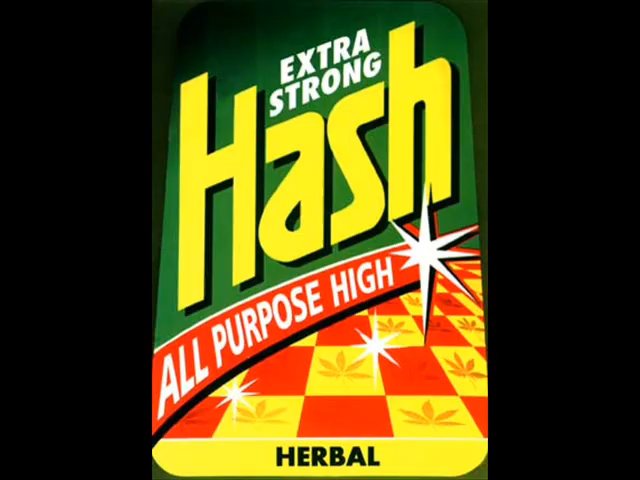 EXTRA
STRONG
Hash
ALL PURPOSE HIGH
HERBAL